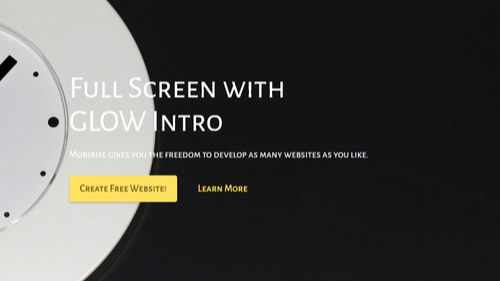 Full Screen with
GLOW Intro
Mobirise gives you the freedom to develop as many websites as you like.
Create Free Website!
Learn More